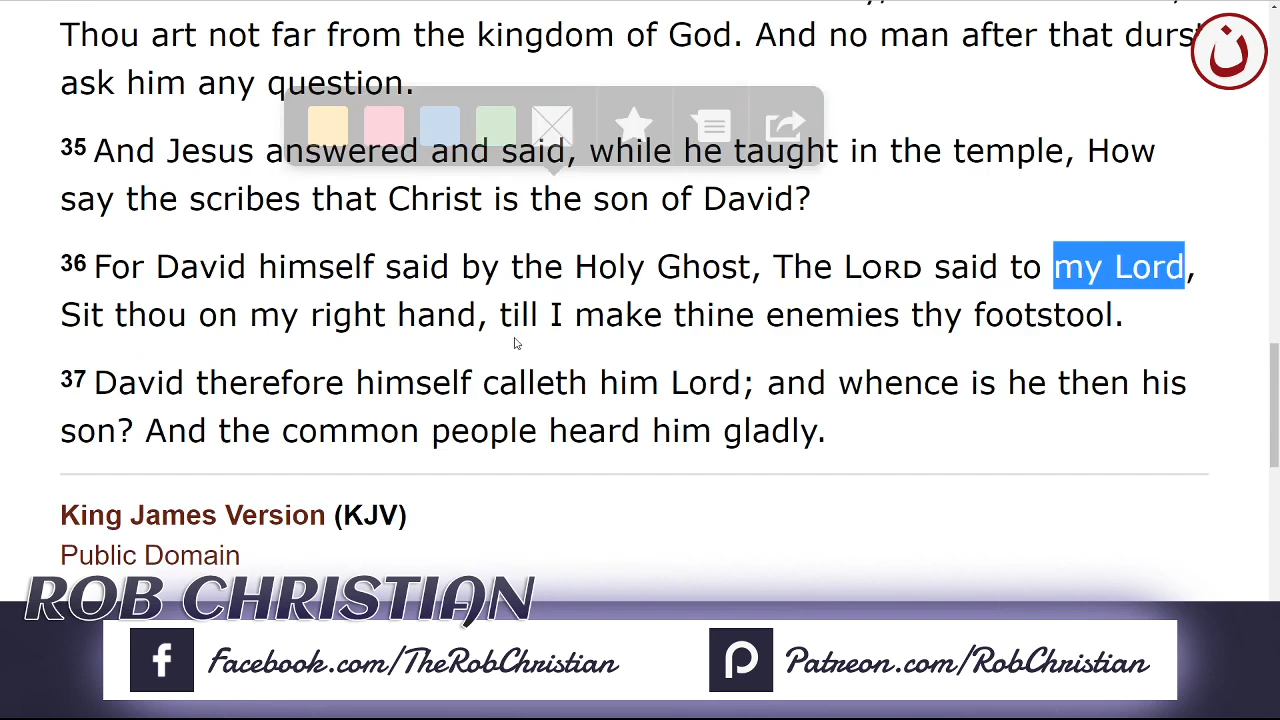 Thou art not far from the kingdom of God. And no man after that durst
ask him any question.
35 And Jesus answered and said, while he taught in the temple, How
say the scribes that Christ is the son of David?
36 For David himself said by the Holy Ghost, The LORD said to my Lord,
Sit thou on my right hand, till I make thine enemies thy footstool.
37 David therefore himself calleth him Lord; and whence is he then his
son? And the common people heard him gladly.
King James Version (KJV)
Public Domain
ROB CHRISTIAN
Facebook.com/TheRobChristian
Patreon.com/RobChristian
ن